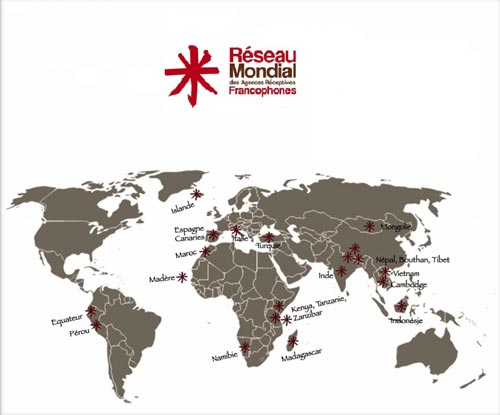 Réseau
Mondial
des Agences Réceptives
Francophones
Islande
Mongolie
Espagne
Canaries
Italie
Turquie
Maroc
Népal, Bouthan, Tibet
Madère
Inde
Vietnam
Cambodge
Kenya, Tanzanie,
Zanzibar
Equateur
Indonésie
Pérou
Namibie
Madagascar